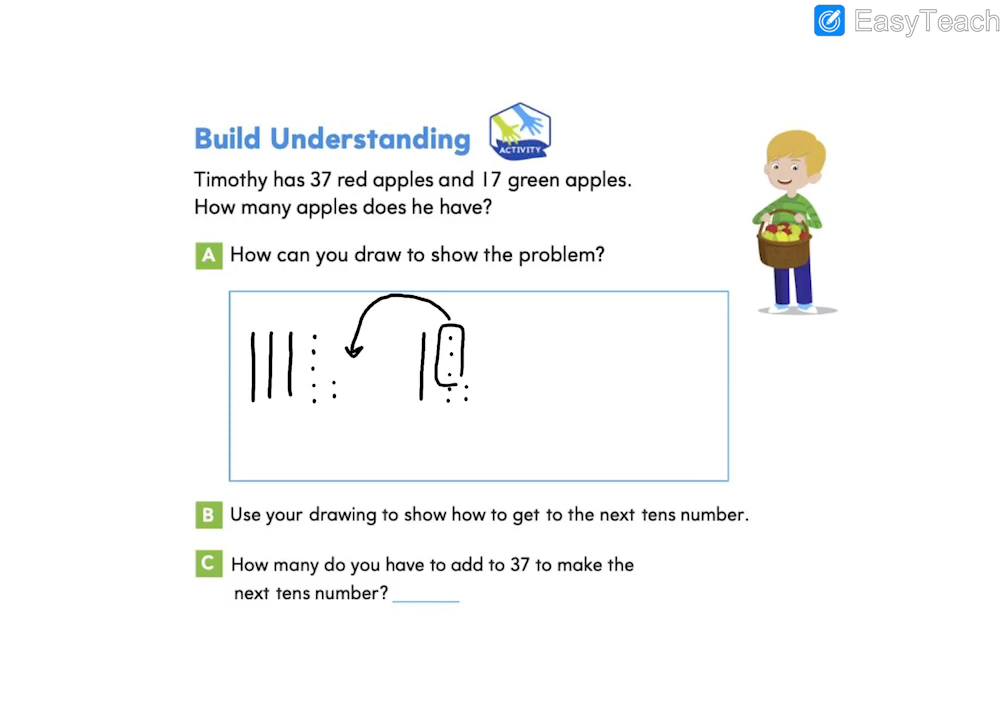 EasyTeach
Build Understanding
ACTIVITY
Timothy has 37 red apples and 17 green apples.
How many apples does he have?
A How can you draw to show the problem?
B Use your drawing to show how to get to the next tens number.
C How many do you have to add to 37 to make the
next tens number?